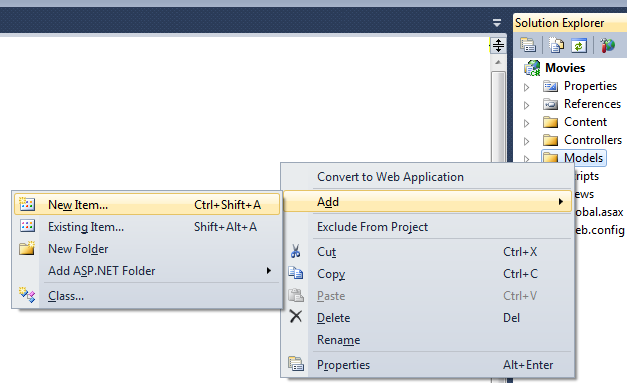 Solution Explorer
Movies
Properties
References
Content
Controllers
Models
ripts
ews
obal.asax
eb.config
Convert to Web Application
Add
Exclude From Project
Cut Ctrl+X
Copy Ctrl+C
Paste Ctrl+V
Delete Del
Rename
Properties Alt+Enter
New Item... Ctrl+Shift+A
Existing Item... Shift+Alt+A
New Folder
Add ASP.NET Folder
Class...